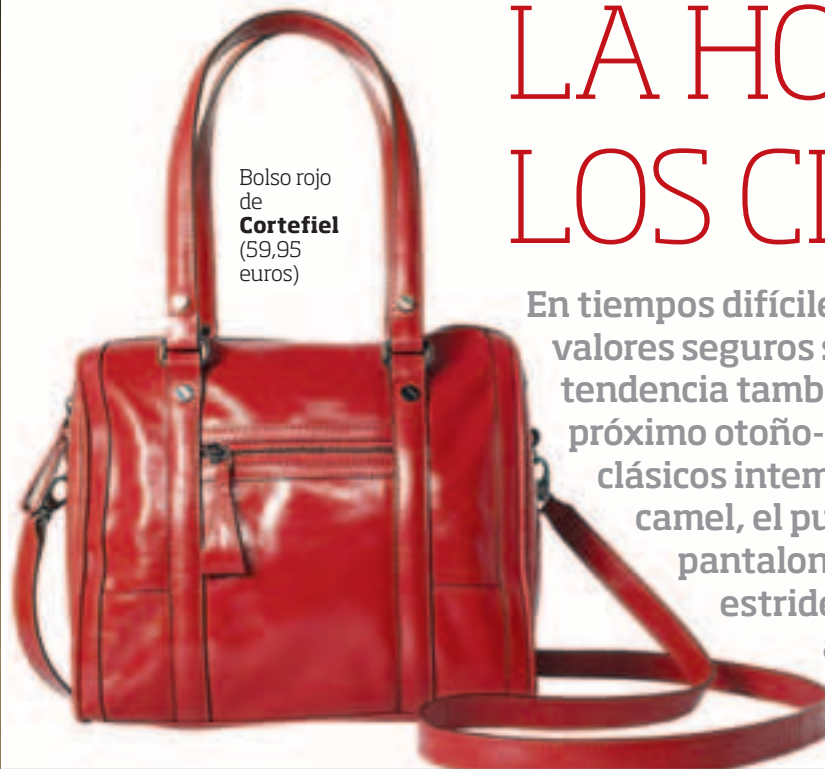 Bolso rojo
de
Cortefiel
(59,95
euros)
LA HO
LOS CL
En tiempos difícile
valores seguros s
tendencia tamb
próximo otoño-
clásicos intem
camel, el pu
pantalon
estride